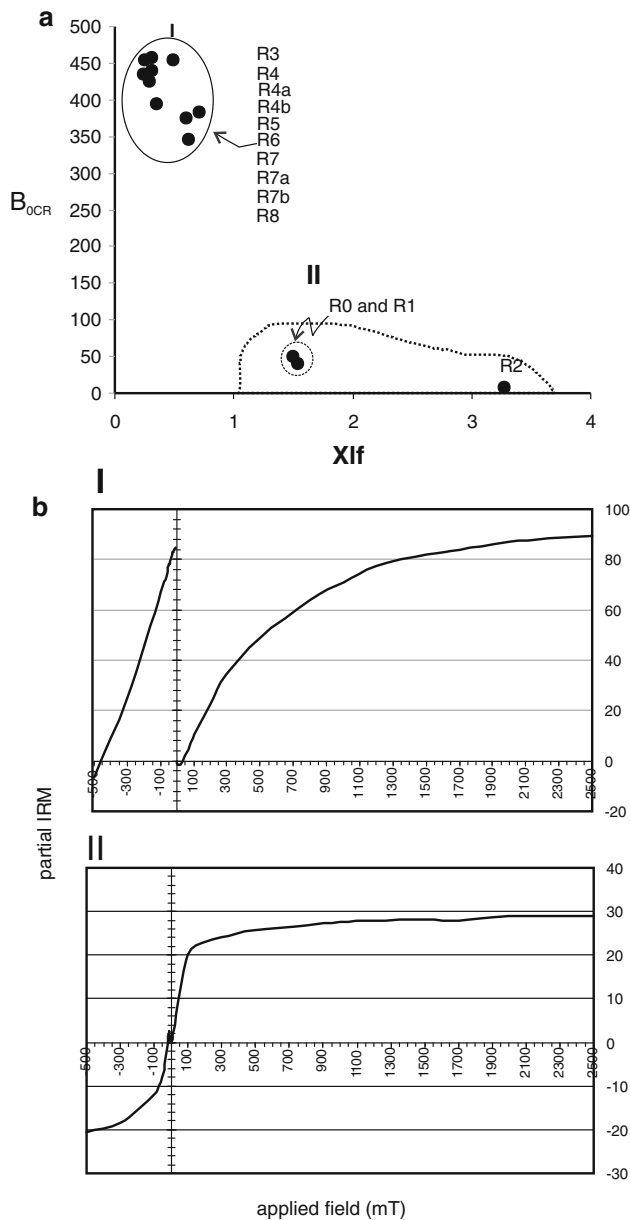 a
I
500
450
400
350
300
250
200
150
100
50
0
B0CR
R3
R4
R4a
R4b
R5
R6
R7
R7a
R7b
R8
II
R0 and R1
R2
0 1 2 3 4
Xlf
b
I
100
80
60
40
20
0
-20
-500 -300 -100 100 300 500 700 900 1100 1300 1500 1700 1900 2100 2300 2500
partial IRM
II
40
30
20
10
0
-10
-20
-30
-500 -300 -100 100 300 500 700 900 1100 1300 1500 1700 1900 2100 2300 2500
applied field (mT)